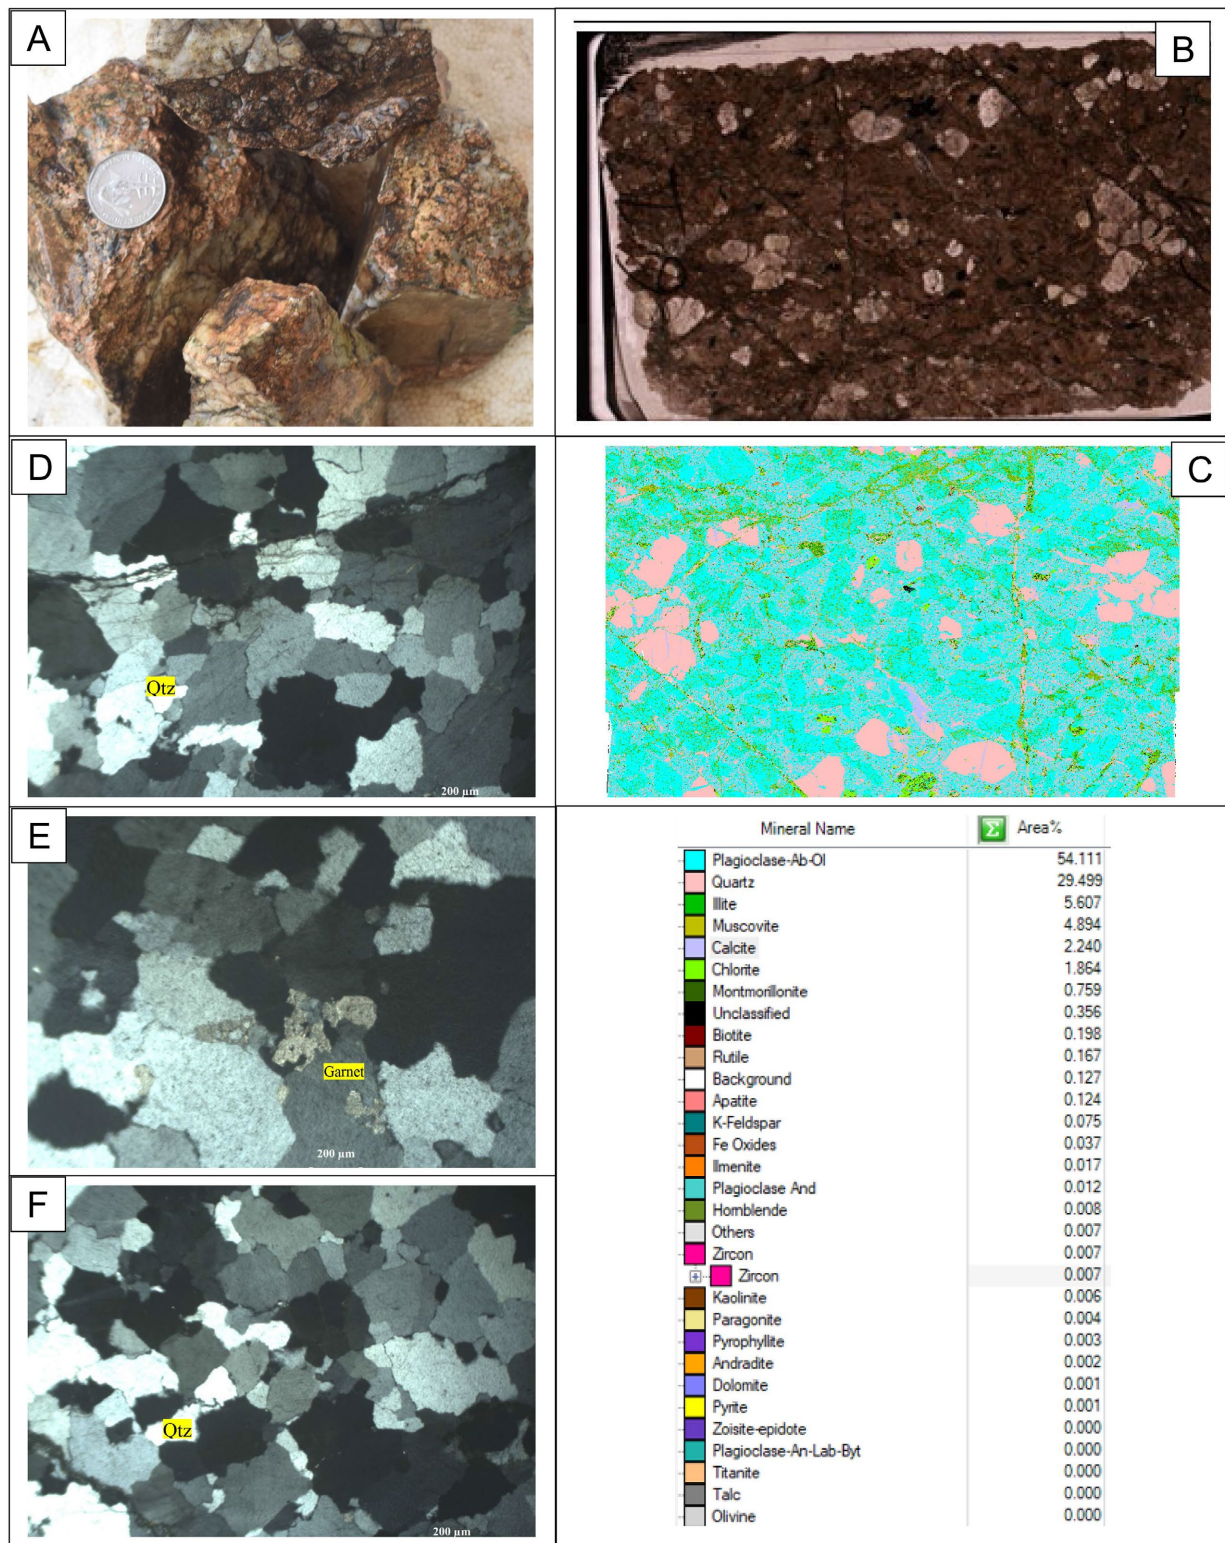 A
B
D
Qtz
200 µm
C
E
Garnet
200 µm
F
Qtz
200 µm
Mineral Name Σ Area%
Plagioclase-Ab-Ol 54.111
Quartz 29.499
Illite 5.607
Muscovite 4.894
Calcite 2.240
Chlorite 1.864
Montmorillonite 0.759
Unclassified 0.356
Biotite 0.198
Rutile 0.167
Background 0.127
Apatite 0.124
K-Feldspar 0.075
Fe Oxides 0.037
Ilmenite 0.017
Plagioclase And 0.012
Hornblende 0.008
Others 0.007
Zircon 0.007
Zircon 0.007
Kaolinite 0.006
Paragonite 0.004
Pyrophyllite 0.003
Andradite 0.002
Dolomite 0.001
Pyrite 0.001
Zoisite-epidote 0.000
Plagioclase-An-Lab-Byt 0.000
Titanite 0.000
Talc 0.000
Olivine 0.000